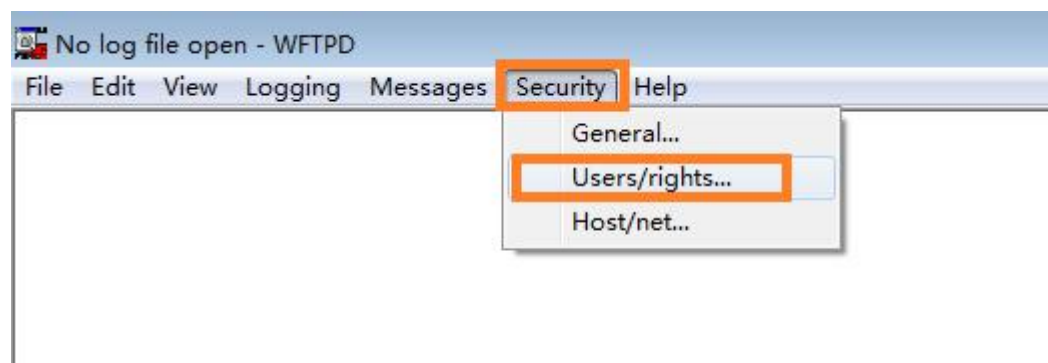 No log file open - WFTPD
File Edit View Logging Messages Security Help
General...
Users/rights...
Host/net...